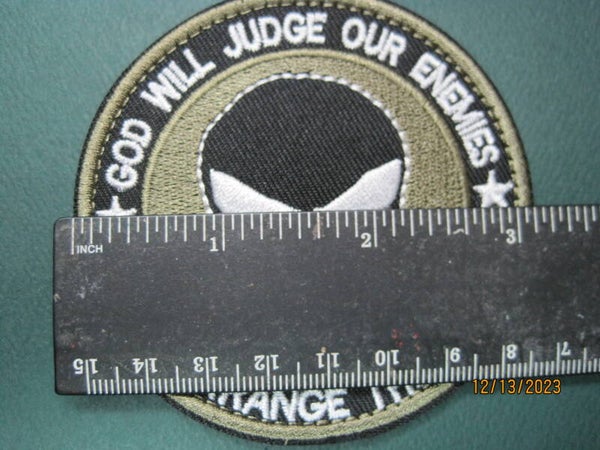 GOD WILL JUDGE OUR ENEMIES
INCH 1 2 3
15 14 13 12 11 10 9 8 7
12/13/2023